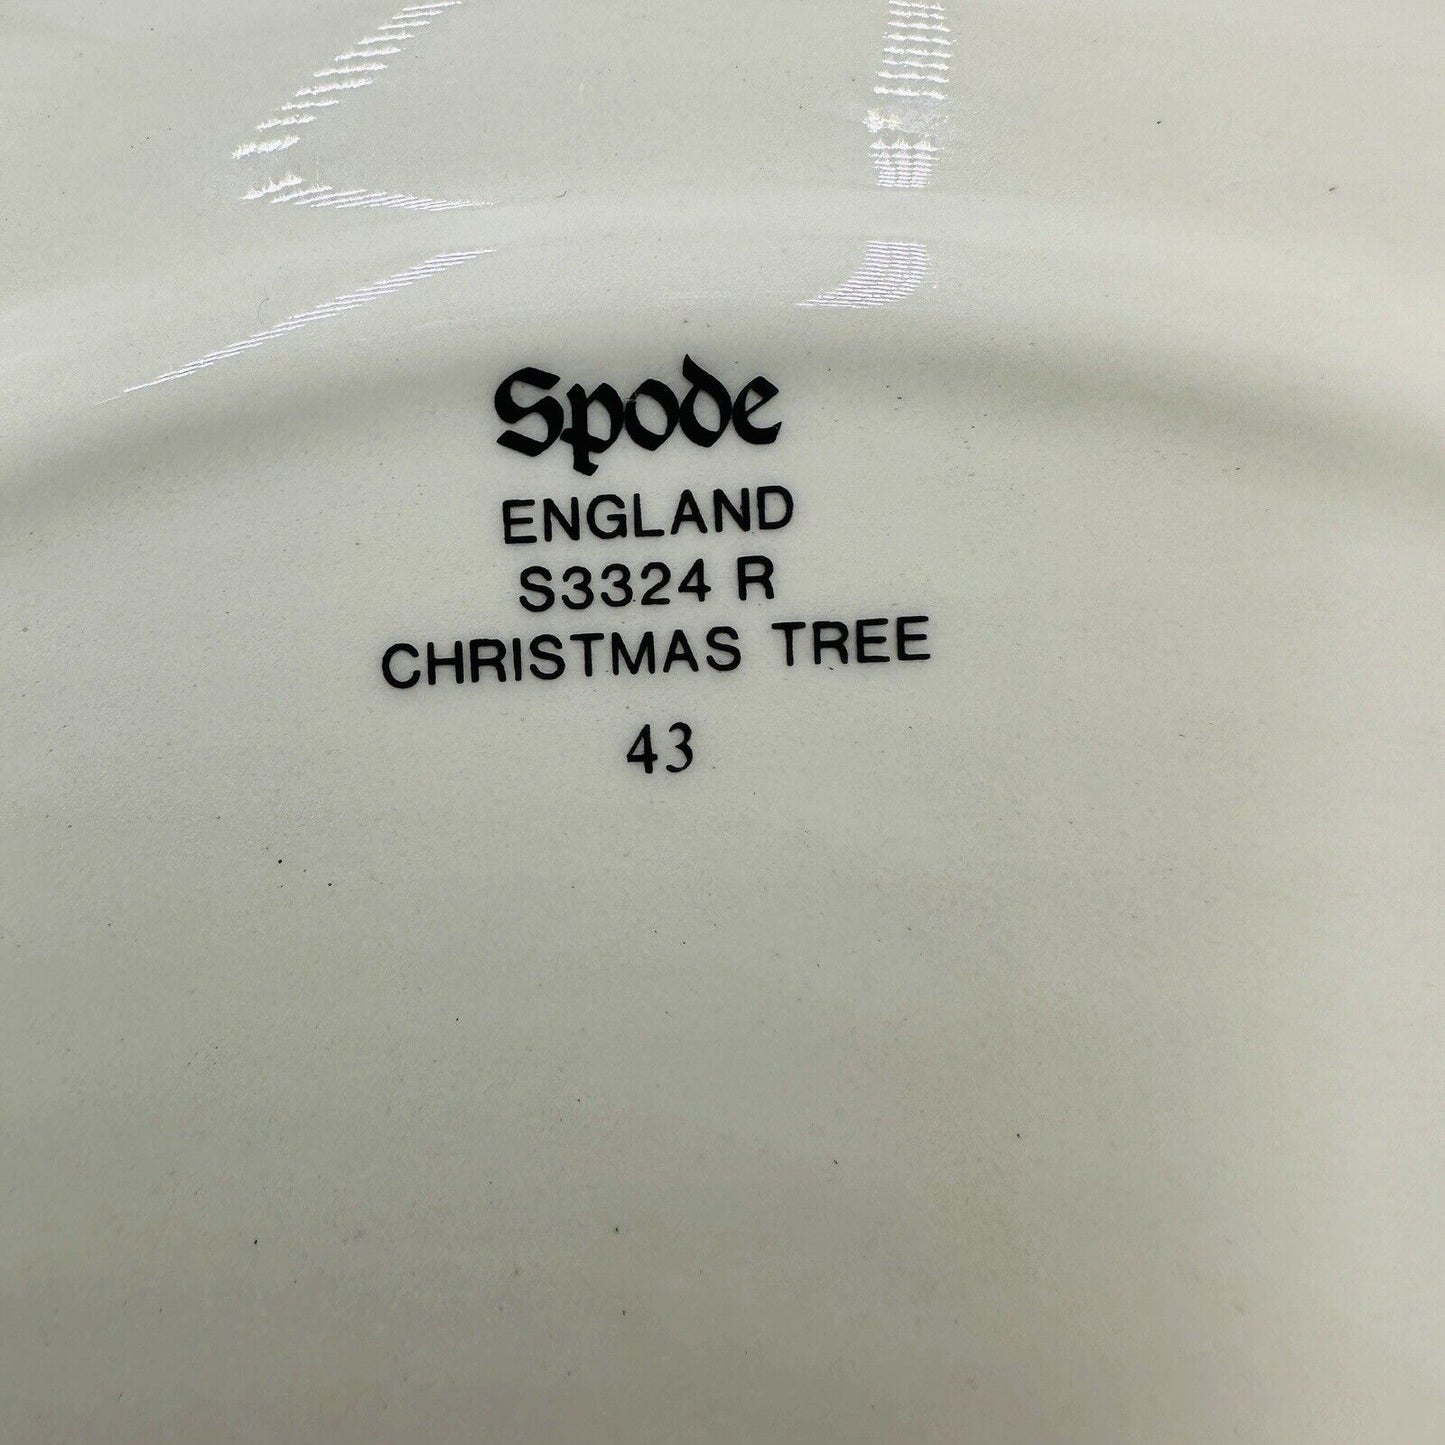 Spode
ENGLAND
S3324 R
CHRISTMAS TREE
43